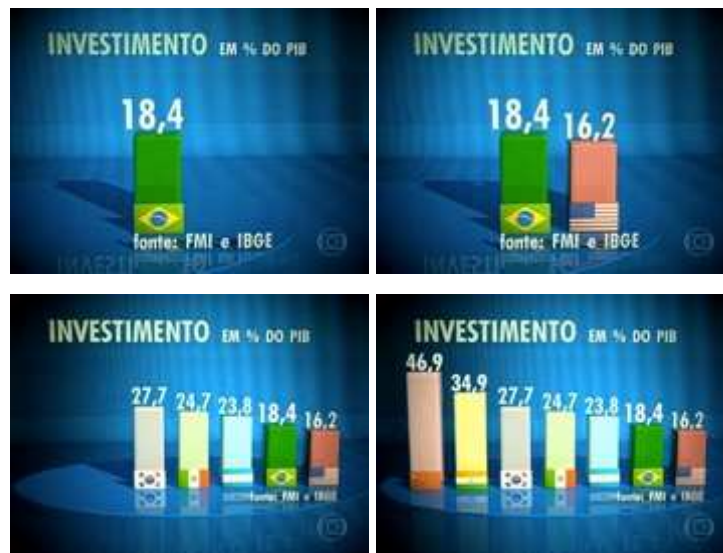 INVESTIMENTO EM % DO PIB
18,4
fonte: FMI e IBGE
INVESTIMENTO EM % DO PIB
18,4 16,2
fonte: FMI e IBGE
INVESTIMENTO EM % DO PIB
27,7 24,7 23,8 18,4 16,2
fonte: FMI e IBGE
INVESTIMENTO EM % DO PIB
46,9 34,9 27,7 24,7 23,8 18,4 16,2
fonte: FMI e IBGE